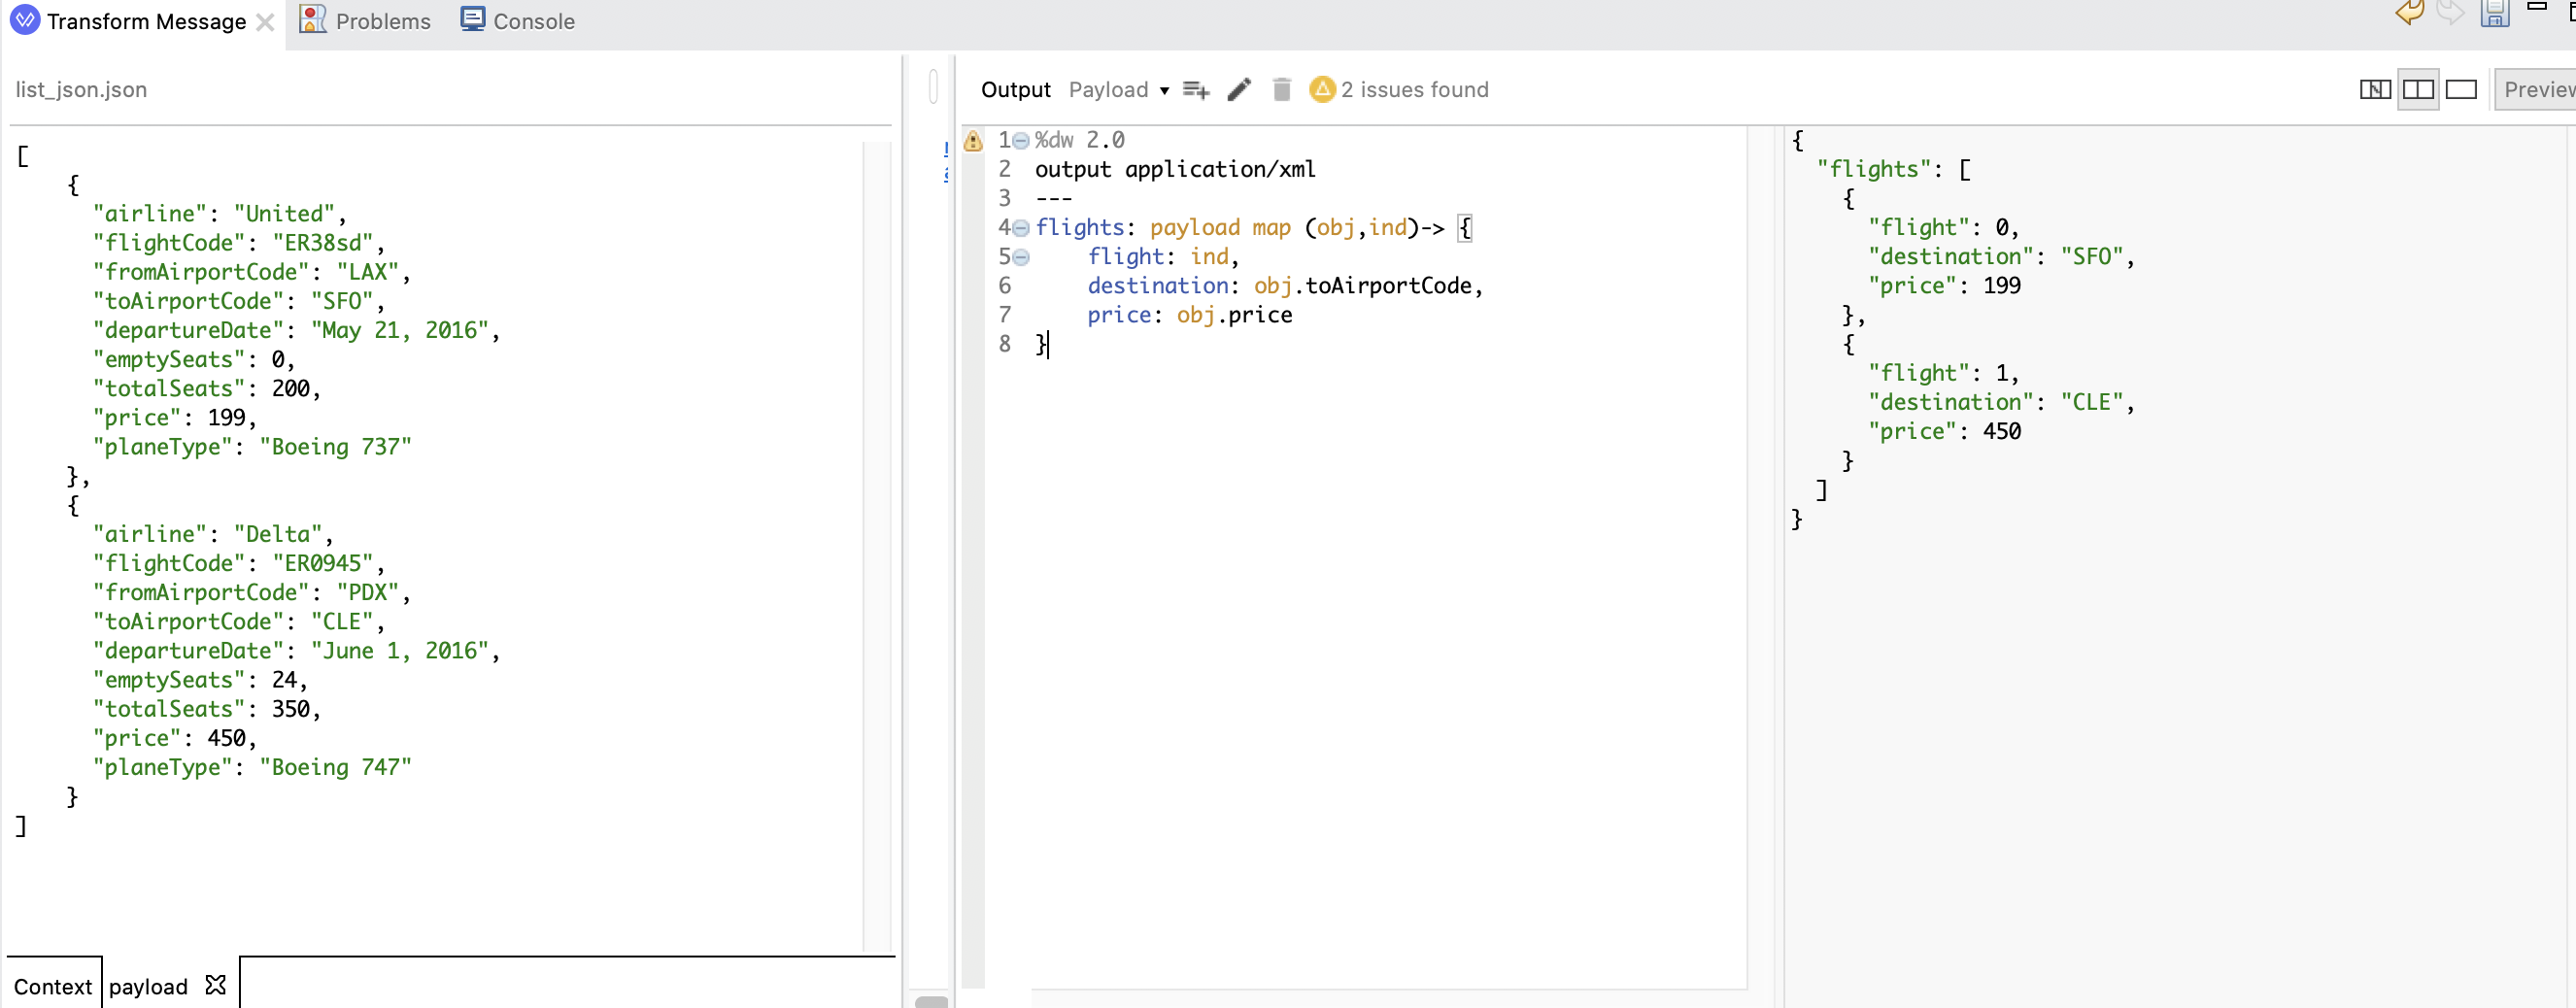 Transform Message
Problems
Console
list_json.json
[
    {
      "airline": "United",
      "flightCode": "ER38sd",
      "fromAirportCode": "LAX",
      "toAirportCode": "SFO",
      "departureDate": "May 21, 2016",
      "emptySeats": 0,
      "totalSeats": 200,
      "price": 199,
      "planeType": "Boeing 737"
    },
    {
      "airline": "Delta",
      "flightCode": "ER0945",
      "fromAirportCode": "PDX",
      "toAirportCode": "CLE",
      "departureDate": "June 1, 2016",
      "emptySeats": 24,
      "totalSeats": 350,
      "price": 450,
      "planeType": "Boeing 747"
    }
]
Context
payload
Output Payload 2 issues found
1 %dw 2.0
2 output application/xml
3 ---
4 flights: payload map (obj,ind)-> {
5     flight: ind,
6     destination: obj.toAirportCode,
7     price: obj.price
8 }
Preview
{
  "flights": [
    {
      "flight": 0,
      "destination": "SFO",
      "price": 199
    },
    {
      "flight": 1,
      "destination": "CLE",
      "price": 450
    }
  ]
}